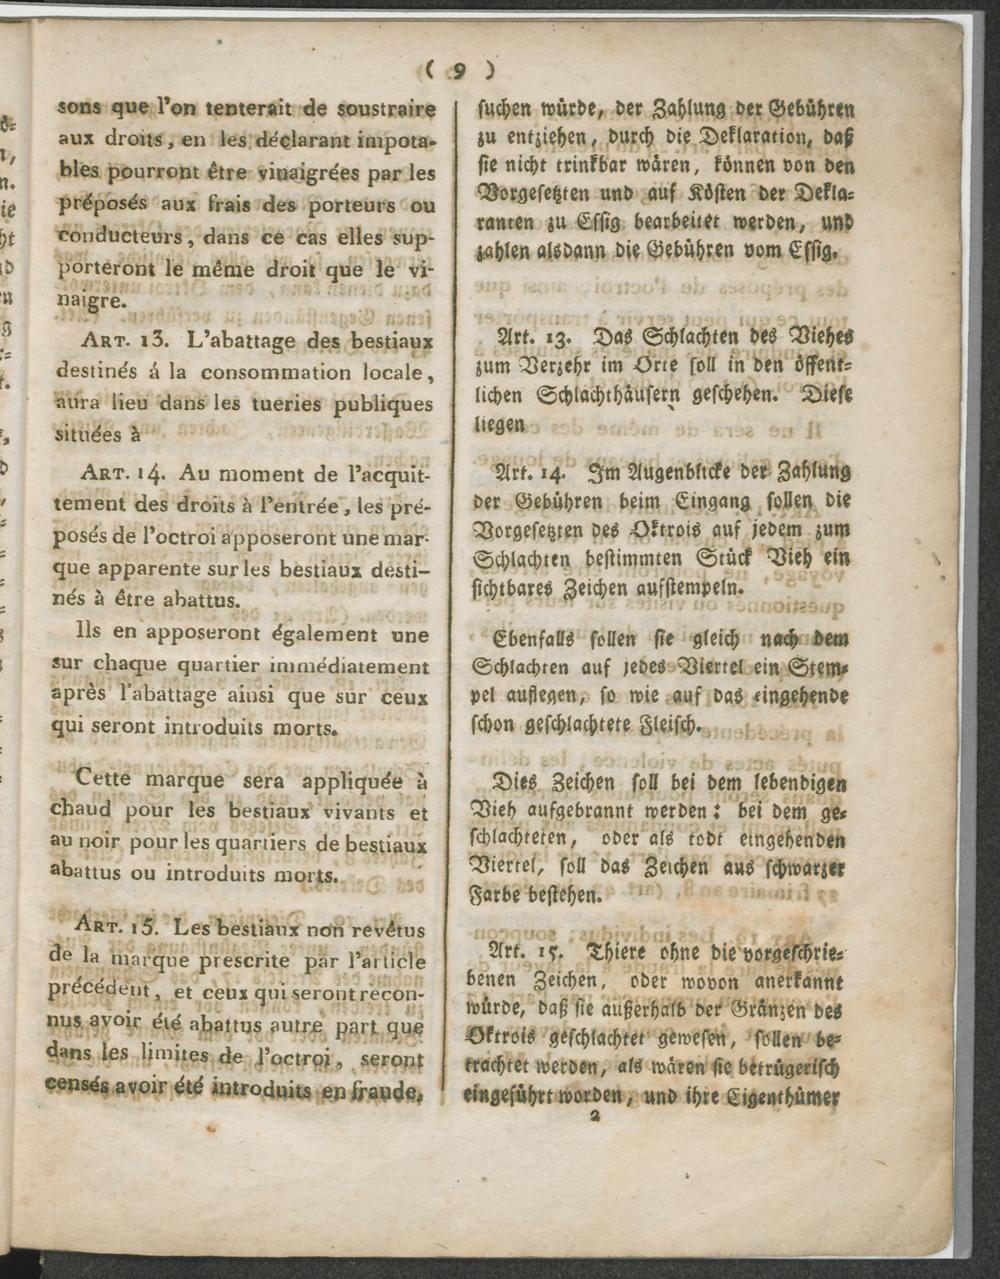 ( 9 )
sons que l'on tenterait de soustraire
aux droits, en les déclarant impota-
bles pourront être vinaigrées par les
préposés aux frais des porteurs ou
conducteurs, dans ce cas elles sup-
porteront le même droit que le vi-
naigre.
ART. 13. L'abattage des bestiaux
destinés á la consommation locale,
aura lieu dans les tueries publiques
situées à
ART. 14. Au moment de l'acquit-
tement des droits à l'entrée, les pré-
posés de l'octroi apposeront une mar-
que apparente sur les bestiaux desti-
nés à être abattus.
Ils en apposeront également une
sur chaque quartier immédiatement
après l'abattage ainsi que sur ceux
qui seront introduits morts.
Cette marque sera appliquée à
chaud pour les bestiaux vivants et
au noir pour les quartiers de bestiaux
abattus ou introduits morts.
ART. 15. Les bestiaux non revêtus
de la marque prescrite par l'article
précédent, et ceux qui seront recon-
nus avoir été abattus autre part que
dans les limites de l'octroi, seront
censés avoir été introduits en fraude,
suchen würde, der Zahlung der Gebühren
zu entziehen, durch die Deklaration, daß
sie nicht trinkbar wären, können von den
Vorgesetzten und auf Kösten der Dekla-
ranten zu Essig bearbeitet werden, und
zahlen alsdann die Gebühren vom Essig.
Art. 13. Das Schlachten des Viehes
zum Verzehr im Orte soll in den öffent-
lichen Schlachthäusern geschehen. Diese
liegen
Art. 14. Im Augenblicke der Zahlung
der Gebühren beim Eingang sollen die
Vorgesetzten des Oktrois auf jedem zum
Schlachten bestimmten Stück Vieh ein
sichtbares Zeichen aufstempeln.
Ebenfalls sollen sie gleich nach dem
Schlachten auf jedes Viertel ein Stem-
pel auflegen, so wie auf das eingehende
schon geschlachtete Fleisch.
Dies Zeichen soll bei dem lebendigen
Vieh aufgebrannt werden: bei dem ge-
schlachteten, oder als todt eingehenden
Viertel, soll das Zeichen aus schwarzer
Farbe bestehen.
Art. 15. Thiere ohne die vorgeschrie-
benen Zeichen, oder wovon anerkannt
würde, daß sie außerhalb der Gränzen des
Oktrois geschlachtet gewesen, sollen be-
trachtet werden, als wären sie betrügerisch
eingeführt worden, und ihre Eigenthümer
2